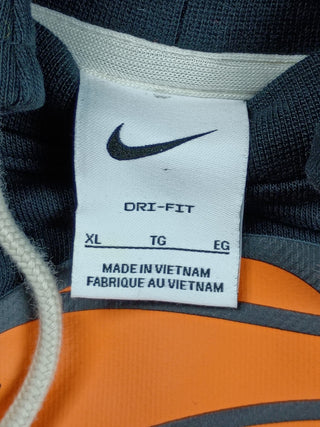 DRI-FIT
XL TG EG
MADE IN VIETNAM
FABRIQUE AU VIETNAM